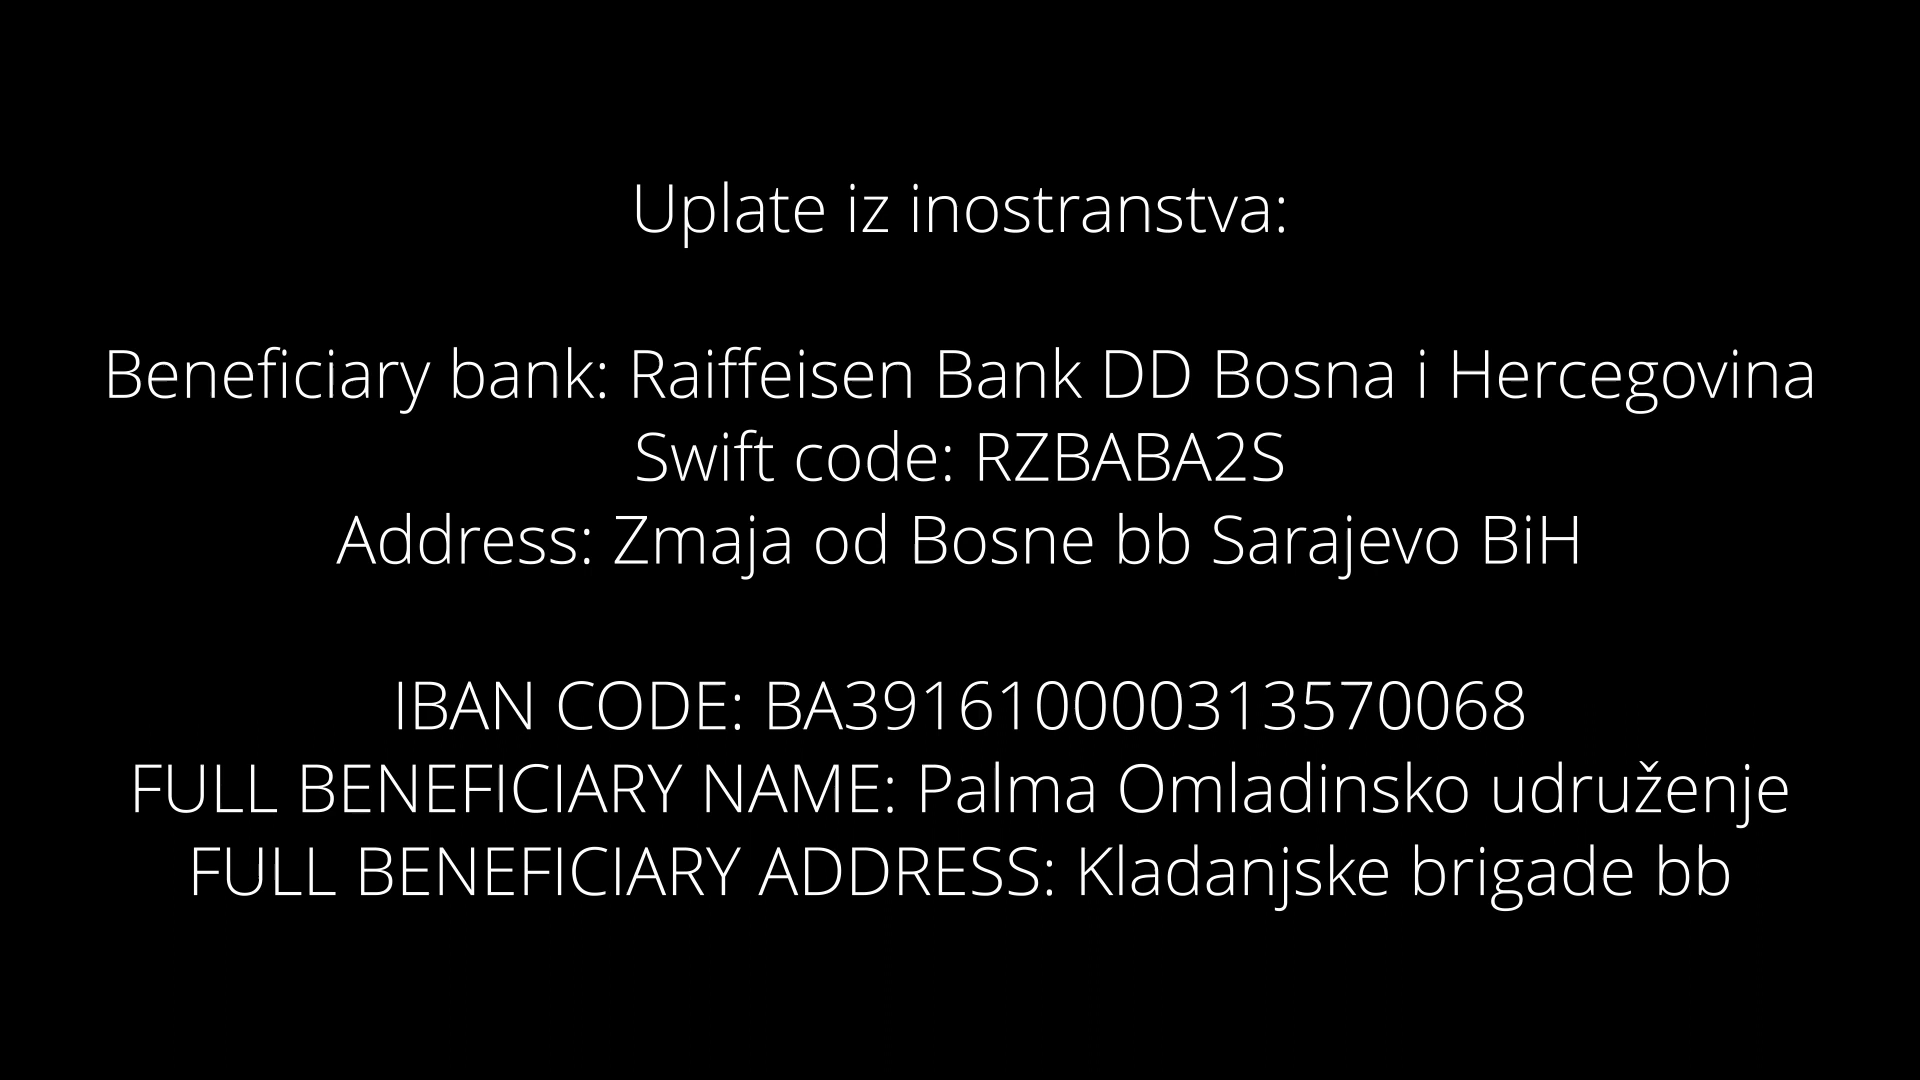 Uplate iz inostranstva:
Beneficiary bank: Raiffeisen Bank DD Bosna i Hercegovina
Swift code: RZBABA2S
Address: Zmaja od Bosne bb Sarajevo BiH
IBAN CODE: BA391610000313570068
FULL BENEFICIARY NAME: Palma Omladinsko udruženje
FULL BENEFICIARY ADDRESS: Kladanjske brigade bb